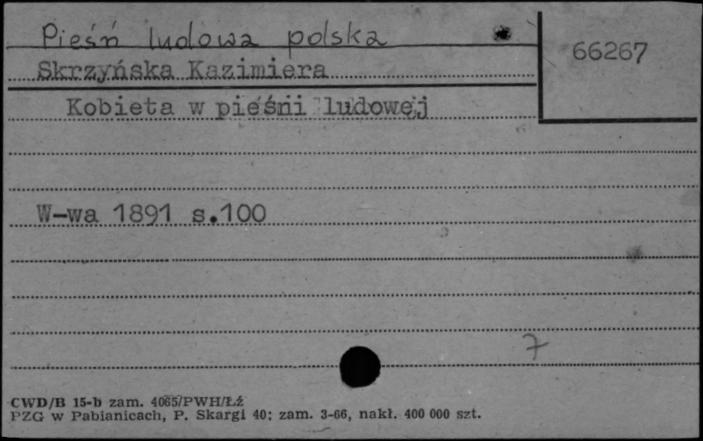 Pieśń ludowa polska
66267
Skrzyńska Kazimiera
Kobieta w pieśni ludowej
W-wa 1891 s.100
7
CWD/B 15-b zam. 4065/PWH/Łź
PZG w Pabianicach, P. Skargi 40; zam. 3-66, nakł. 400 000 szt.